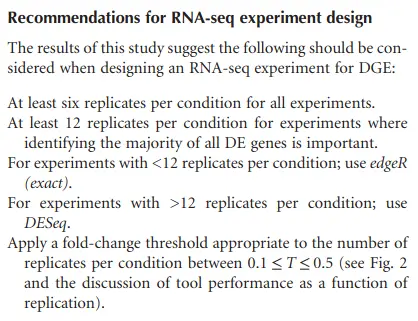 Recommendations for RNA-seq experiment design
The results of this study suggest the following should be con-
sidered when designing an RNA-seq experiment for DGE:
At least six replicates per condition for all experiments.
At least 12 replicates per condition for experiments where
identifying the majority of all DE genes is important.
For experiments with <12 replicates per condition; use edgeR
(exact).
For experiments with >12 replicates per condition; use
DESeq.
Apply a fold-change threshold appropriate to the number of
replicates per condition between 0.1 ≤ T ≤ 0.5 (see Fig. 2
and the discussion of tool performance as a function of
replication).